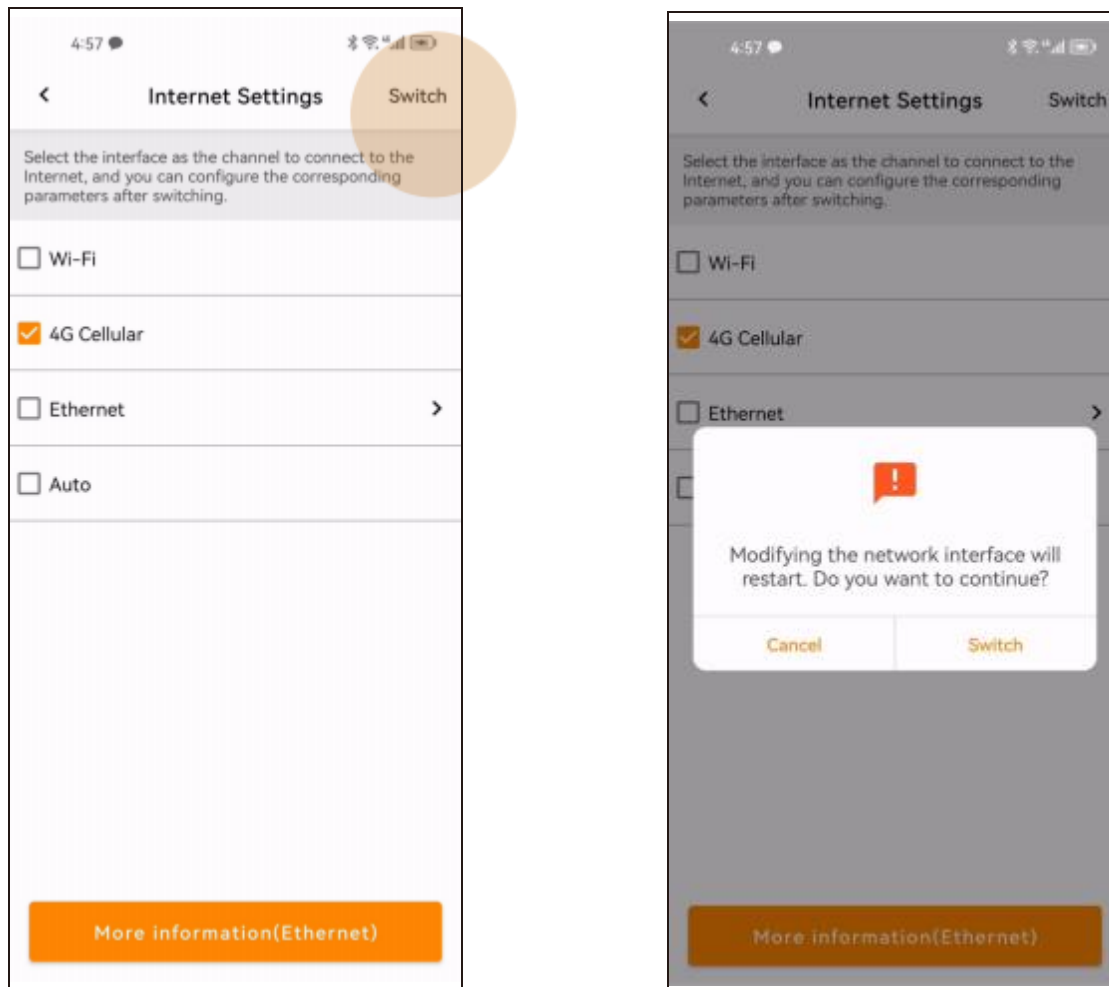 4:57
Internet Settings
Switch
Select the interface as the channel to connect to the
Internet, and you can configure the corresponding
parameters after switching.
Wi-Fi
4G Cellular
Ethernet
Auto
More information(Ethernet)
4:57
Internet Settings
Switch
Select the interface as the channel to connect to the
Internet, and you can configure the corresponding
parameters after switching.
Wi-Fi
4G Cellular
Ethernet
Modifying the network interface will
restart. Do you want to continue?
Cancel
Switch
More information(Ethernet)